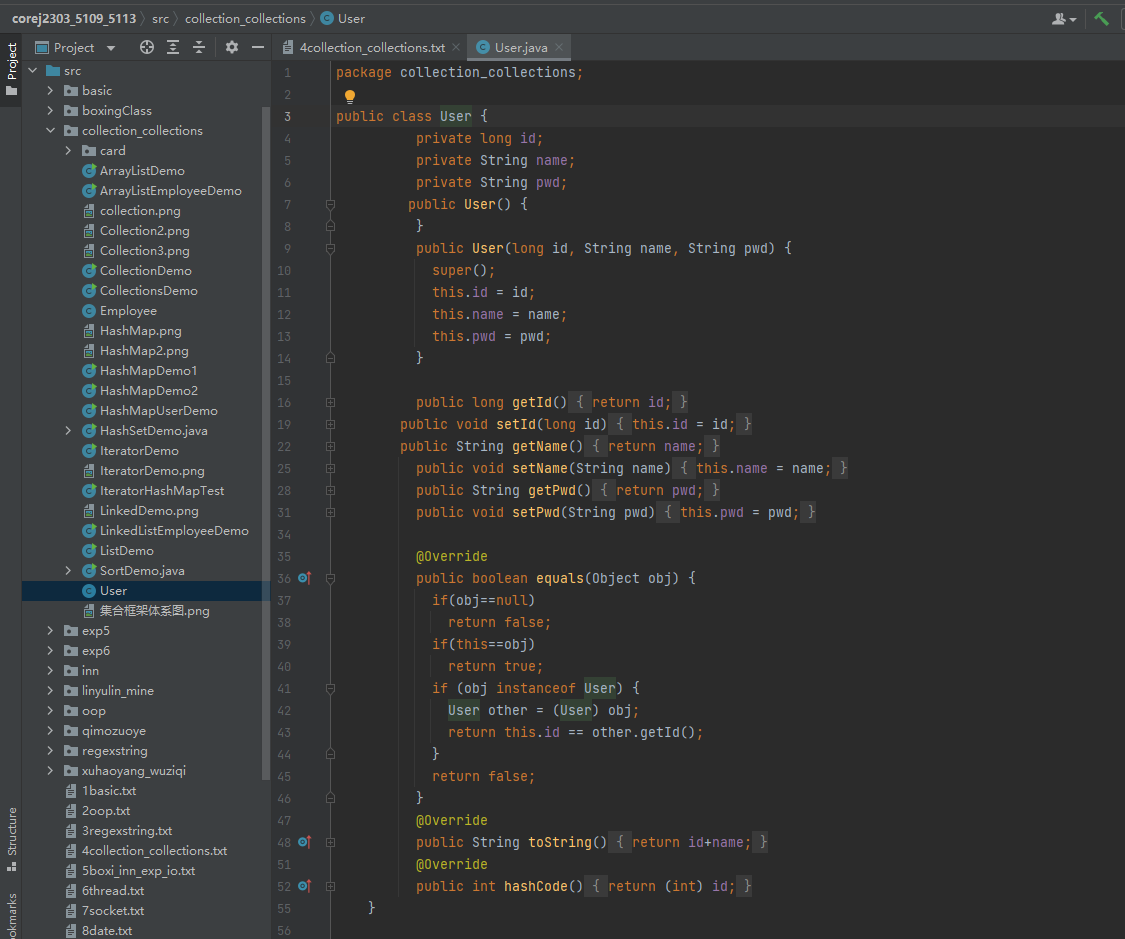 corej2303_5109_5113 src collection_collections User
Project
Project
4collection_collections.txt
User.java
src
basic
boxingClass
collection_collections
card
ArrayListDemo
ArrayListEmployeeDemo
collection.png
Collection2.png
Collection3.png
CollectionDemo
CollectionsDemo
Employee
HashMap.png
HashMap2.png
HashMapDemo1
HashMapDemo2
HashMapUserDemo
HashSetDemo.java
IteratorDemo
IteratorDemo.png
IteratorHashMapTest
LinkedDemo.png
LinkedListEmployeeDemo
ListDemo
SortDemo.java
User
集合框架体系图.png
exp5
exp6
inn
linyulin_mine
oop
qimozuoye
regexstring
xuhaoyang_wuziqi
1basic.txt
2oop.txt
3regexstring.txt
4collection_collections.txt
5boxi_inn_exp_io.txt
6thread.txt
7socket.txt
8date.txt
Structure
okmarks
1 package collection_collections;
2
3 public class User {
4 private long id;
5 private String name;
6 private String pwd;
7 public User() {
8 }
9 public User(long id, String name, String pwd) {
10 super();
11 this.id = id;
12 this.name = name;
13 this.pwd = pwd;
14 }
15
16 public long getId() { return id; }
19 public void setId(long id) { this.id = id; }
22 public String getName() { return name; }
25 public void setName(String name) { this.name = name; }
28 public String getPwd() { return pwd; }
31 public void setPwd(String pwd) { this.pwd = pwd; }
34
35 @Override
36 public boolean equals(Object obj) {
37 if(obj==null)
38 return false;
39 if(this==obj)
40 return true;
41 if (obj instanceof User) {
42 User other = (User) obj;
43 return this.id == other.getId();
44 }
45 return false;
46 }
47 @Override
48 public String toString() { return id+name; }
51 @Override
52 public int hashCode() { return (int) id; }
55 }
56